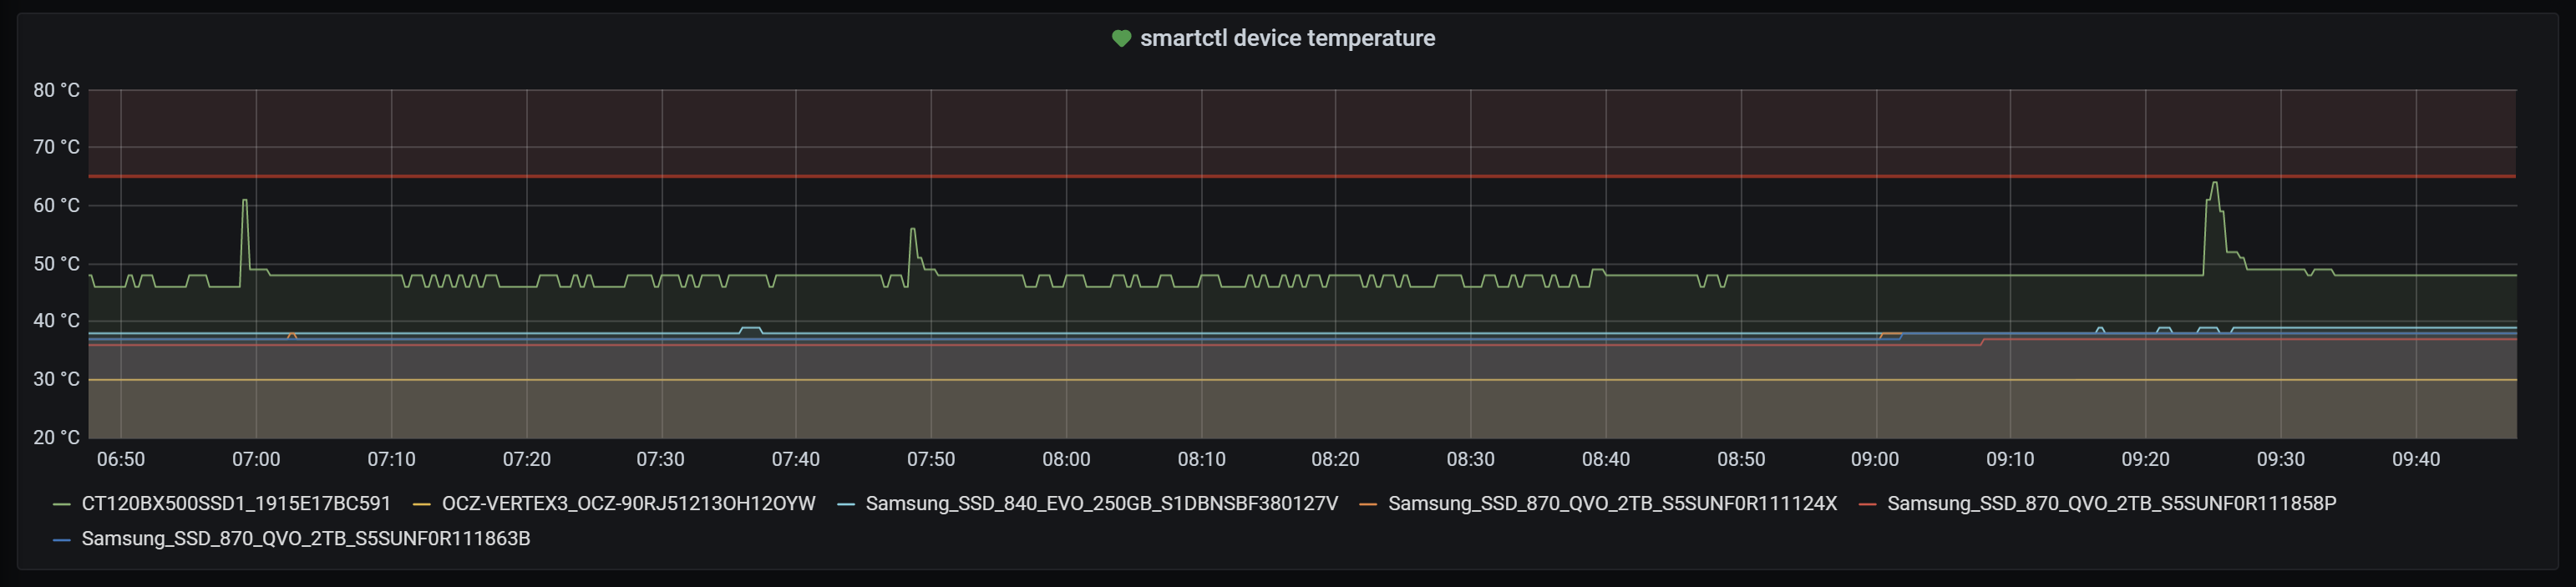 smartctl device temperature
80 °C
70 °C
60 °C
50 °C
40 °C
30 °C
20 °C
06:50 07:00 07:10 07:20 07:30 07:40 07:50 08:00 08:10 08:20 08:30 08:40 08:50 09:00 09:10 09:20 09:30 09:40
CT120BX500SSD1_1915E17BC591 OCZ-VERTEX3_OCZ-90RJ51213OH12OYW Samsung_SSD_840_EVO_250GB_S1DBNSBF380127V Samsung_SSD_870_QVO_2TB_S5SUNF0R111124X Samsung_SSD_870_QVO_2TB_S5SUNF0R111858P
Samsung_SSD_870_QVO_2TB_S5SUNF0R111863B